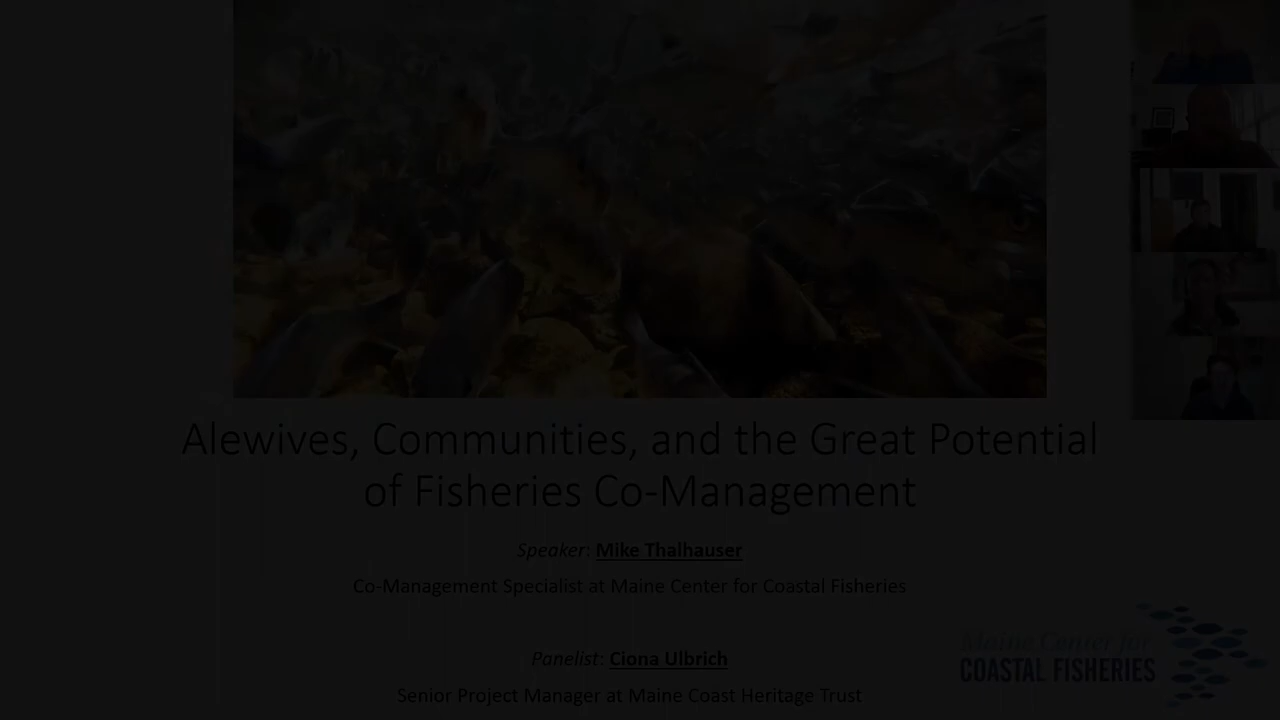 Alewives, Communities, and the Great Potential
of Fisheries Co-Management
Speaker: Mike Thalhauser
Co-Management Specialist at Maine Center for Coastal Fisheries
Panelist: Ciona Ulbrich
Senior Project Manager at Maine Coast Heritage Trust
Maine Center for
COASTAL FISHERIES